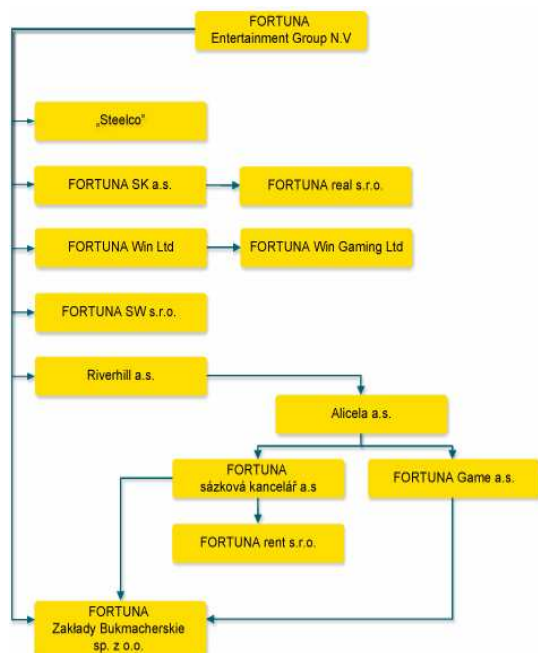 FORTUNA
Entertainment Group N.V
„Steelco”
FORTUNA SK a.s.
FORTUNA real s.r.o.
FORTUNA Win Ltd
FORTUNA Win Gaming Ltd
FORTUNA SW s.r.o.
Riverhill a.s.
Alicela a.s.
FORTUNA
sázková kancelář a.s
FORTUNA Game a.s.
FORTUNA rent s.r.o.
FORTUNA
Zakłady Bukmacherskie
sp. z o.o.